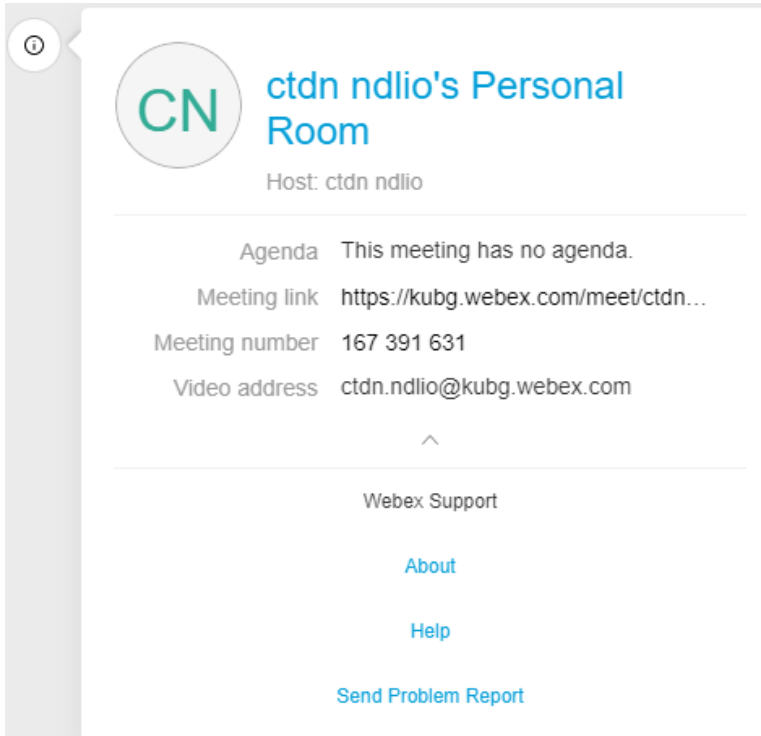 CN
ctdn ndlio's Personal
Room
Host: ctdn ndlio
Agenda This meeting has no agenda.
Meeting link https://kubg.webex.com/meet/ctdn...
Meeting number 167 391 631
Video address ctdn.ndlio@kubg.webex.com
Webex Support
About
Help
Send Problem Report